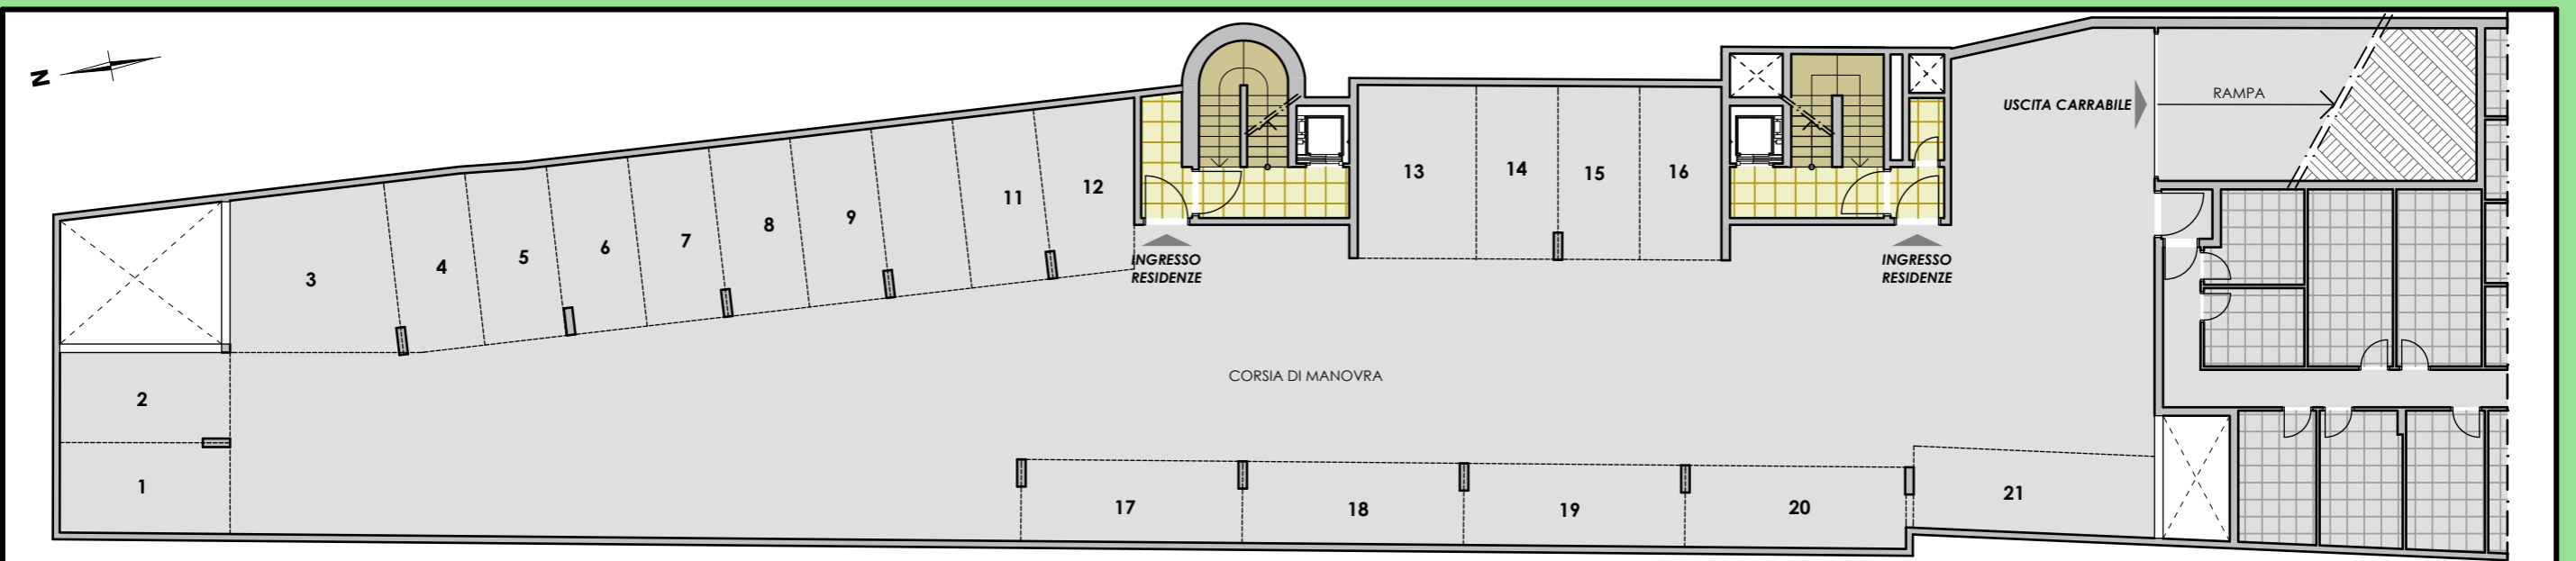 N
USCITA CARRABILE
RAMPA
13
14
15
16
12
11
9
8
7
6
5
4
3
INGRESSO
RESIDENZE
INGRESSO
RESIDENZE
CORSIA DI MANOVRA
2
1
17
18
19
20
21